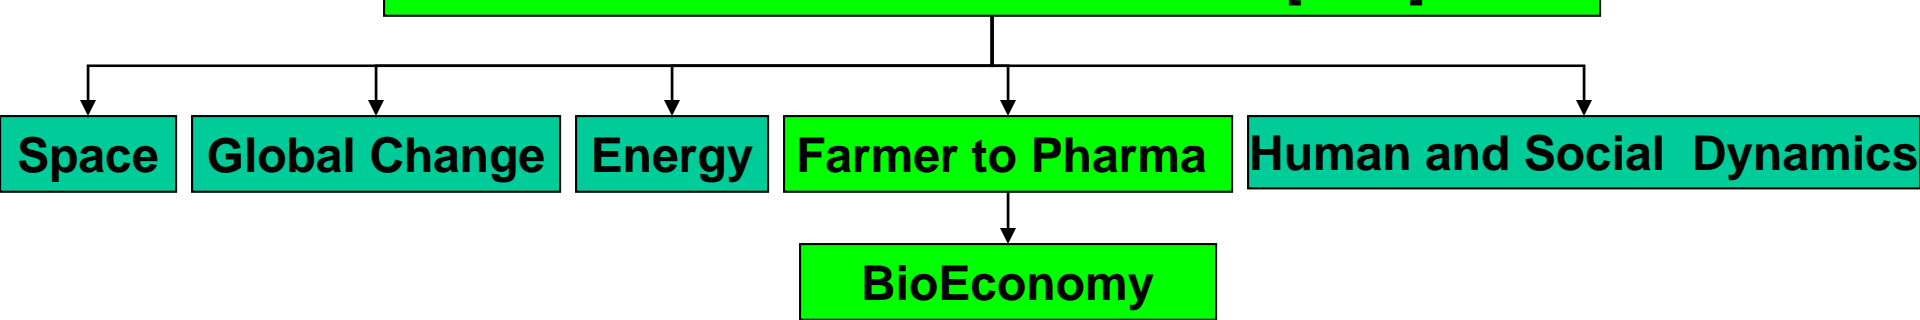 Space
Global Change
Energy
Farmer to Pharma
Human and Social Dynamics
BioEconomy